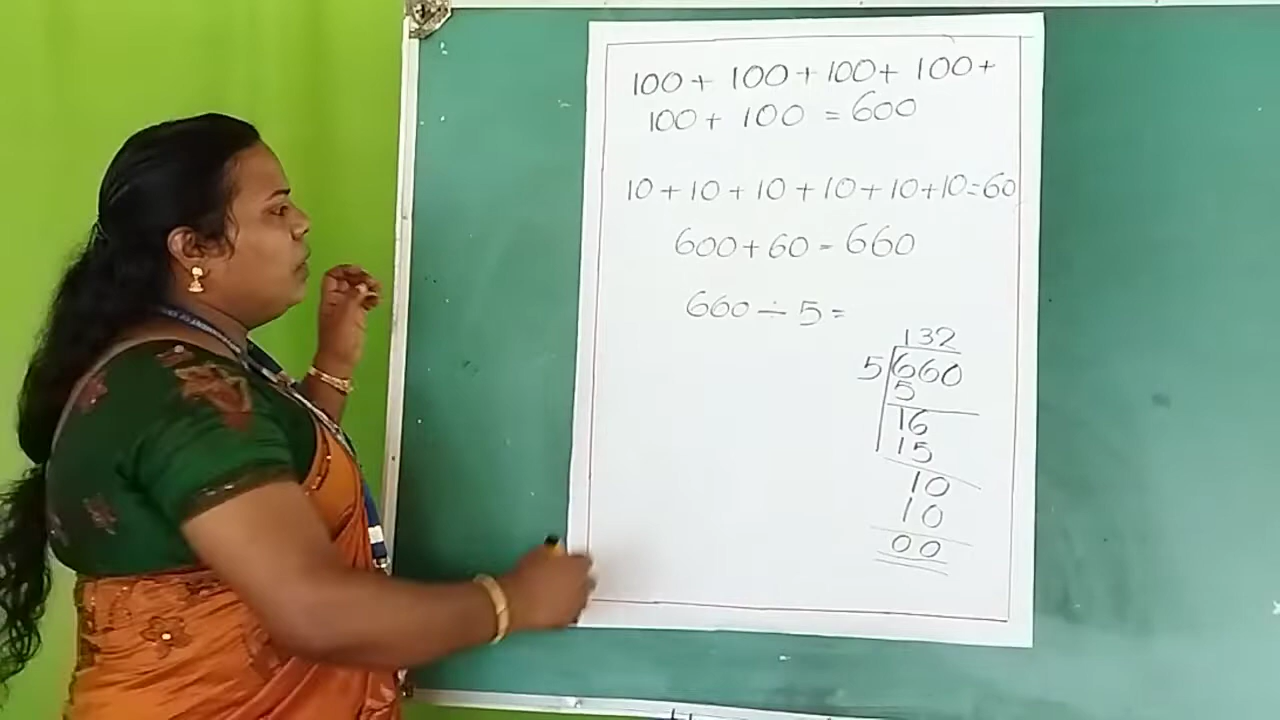 100 + 100 + 100 + 100 +
100 + 100 = 600
10 + 10 + 10 + 10 + 10 + 10 = 60
600 + 60 = 660
660 ÷ 5 =
132
5 660
5
16
15
10
10
00